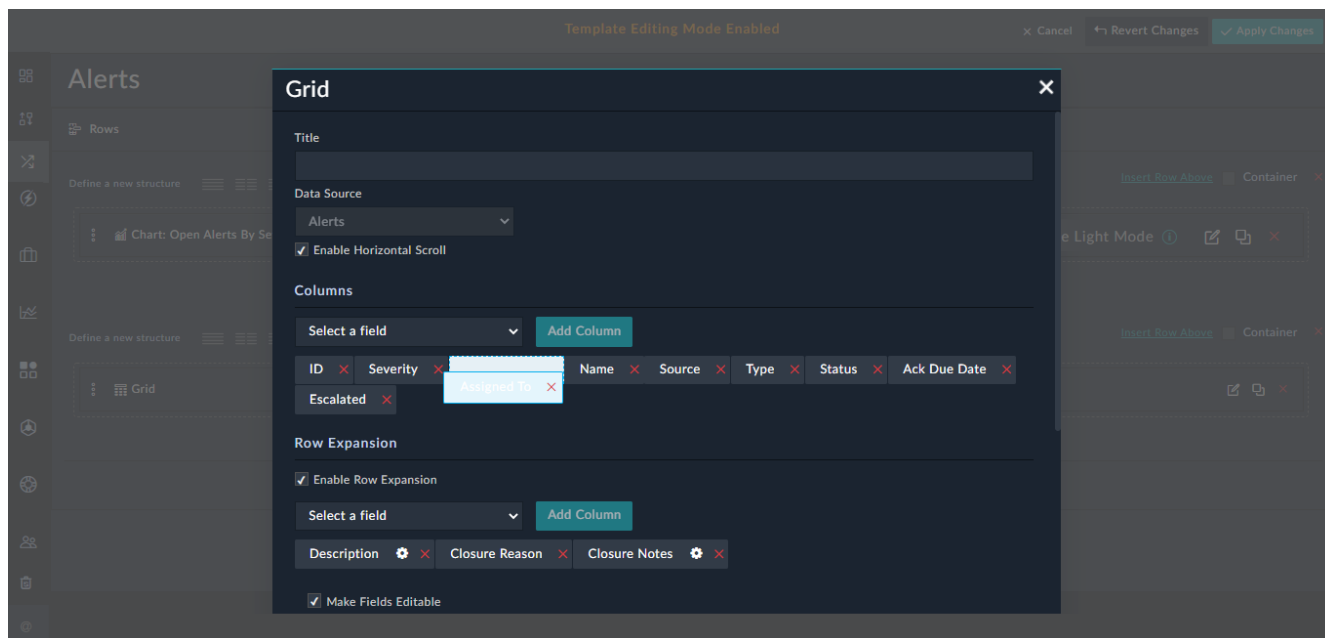 Template Editing Mode Enabled
Cancel
Revert Changes
Apply Changes
Alerts
Rows
Define a new structure
Insert Row Above
Container
Chart: Open Alerts By Se
e Light Mode
Define a new structure
Insert Row Above
Container
Grid
Grid
Title
Data Source
Alerts
Enable Horizontal Scroll
Columns
Select a field
Add Column
ID
Severity
Assigned To
Name
Source
Type
Status
Ack Due Date
Escalated
Row Expansion
Enable Row Expansion
Select a field
Add Column
Description
Closure Reason
Closure Notes
Make Fields Editable